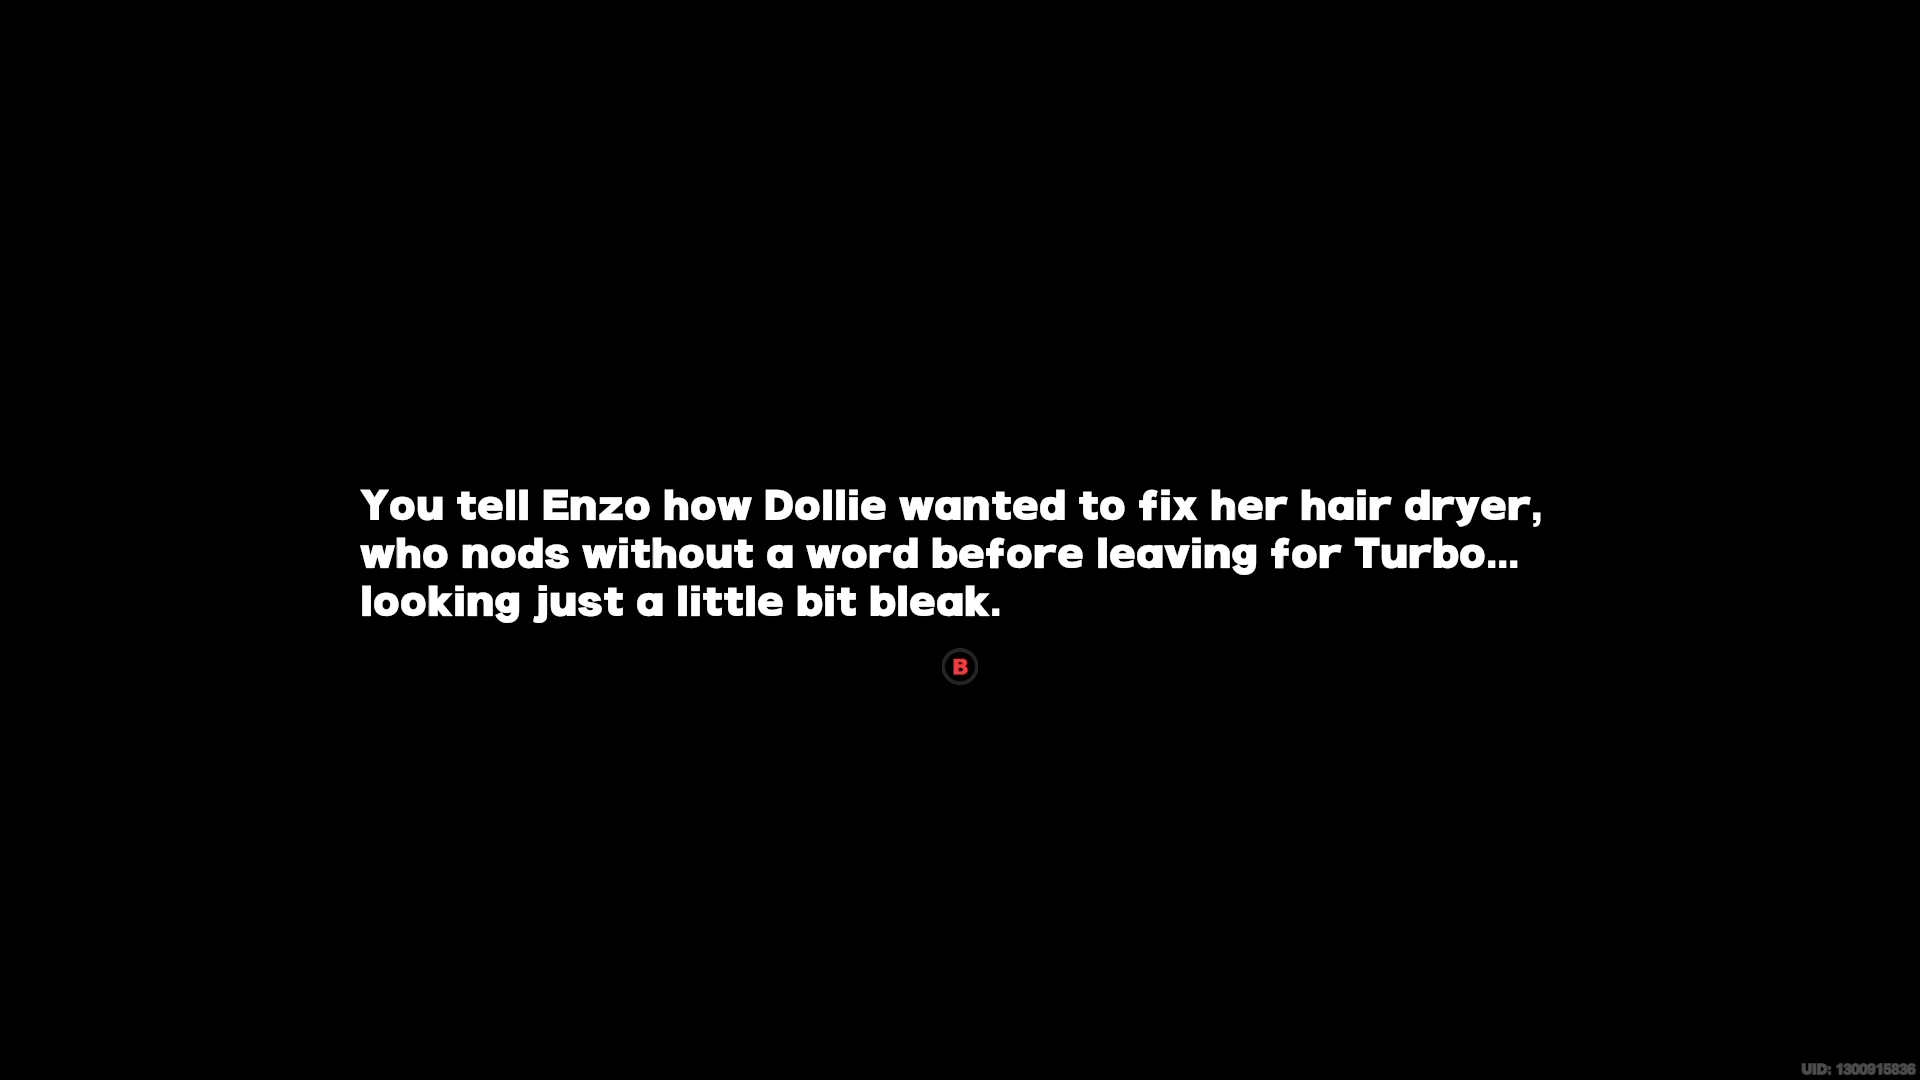 You tell Enzo how Dollie wanted to fix her hair dryer,
who nods without a word before leaving for Turbo...
looking just a little bit bleak.
B
UID: 1300915836